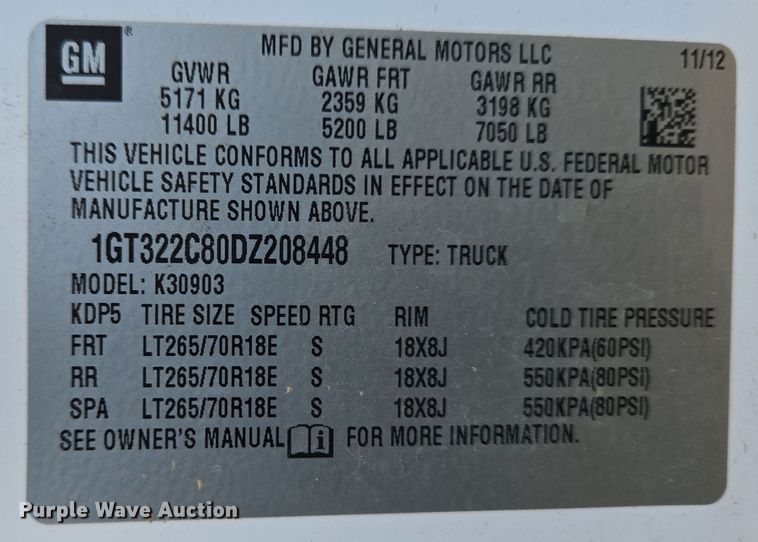 GM ®
MFD BY GENERAL MOTORS LLC 11/12
GVWR GAWR FRT GAWR RR
5171 KG 2359 KG 3198 KG
11400 LB 5200 LB 7050 LB
THIS VEHICLE CONFORMS TO ALL APPLICABLE U.S. FEDERAL MOTOR
VEHICLE SAFETY STANDARDS IN EFFECT ON THE DATE OF
MANUFACTURE SHOWN ABOVE.
1GT322C80DZ208448 TYPE: TRUCK
MODEL: K30903
KDP5 TIRE SIZE SPEED RTG RIM COLD TIRE PRESSURE
FRT LT265/70R18E S 18X8J 420KPA(60PSI)
RR LT265/70R18E S 18X8J 550KPA(80PSI)
SPA LT265/70R18E S 18X8J 550KPA(80PSI)
SEE OWNER'S MANUAL i FOR MORE INFORMATION.
Purple Wave Auction